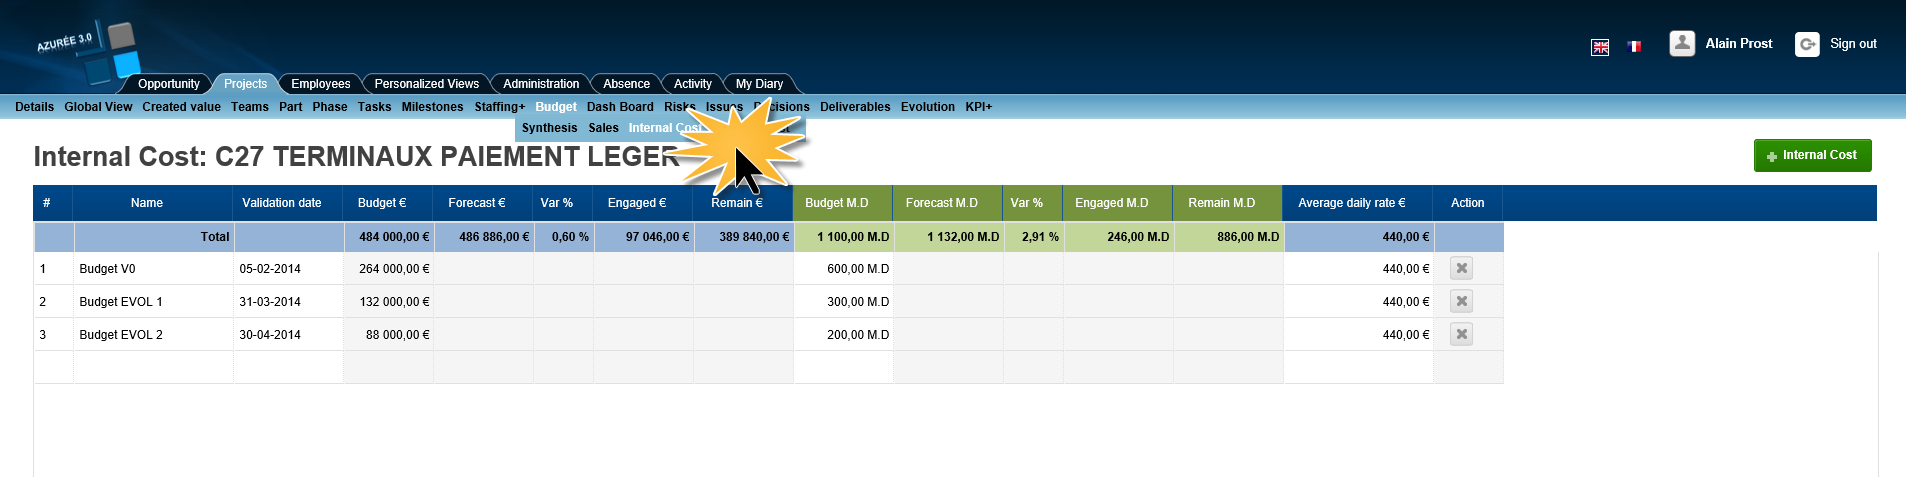 AZURÉE 3.0
Alain Prost Sign out
Opportunity Projects Employees Personalized Views Administration Absence Activity My Diary
Details Global View Created value Teams Part Phase Tasks Milestones Staffing+ Budget Dash Board Risks Issues Decisions Deliverables Evolution KPI+
Synthesis Sales Internal Cost
Internal Cost: C27 TERMINAUX PAIEMENT LEGER
Internal Cost
# Name Validation date Budget € Forecast € Var % Engaged € Remain € Budget M.D Forecast M.D Var % Engaged M.D Remain M.D Average daily rate € Action
Total 484 000,00 € 486 886,00 € 0,60 % 97 046,00 € 389 840,00 € 1 100,00 M.D 1 132,00 M.D 2,91 % 246,00 M.D 886,00 M.D 440,00 €
1 Budget V0 05-02-2014 264 000,00 € 600,00 M.D 440,00 €
2 Budget EVOL 1 31-03-2014 132 000,00 € 300,00 M.D 440,00 €
3 Budget EVOL 2 30-04-2014 88 000,00 € 200,00 M.D 440,00 €